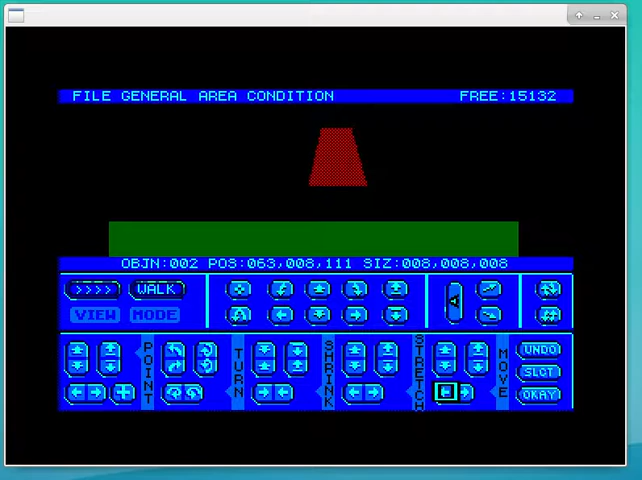 FILE GENERAL AREA CONDITION FREE:15132
OBJN:002 POS:063,008,111 SIZ:008,008,008
>>>> WALK
VIEW MODE
A
POINT
TURN
SHRINK
STRETCH
MOVE
UNDO
SLCT
OKAY